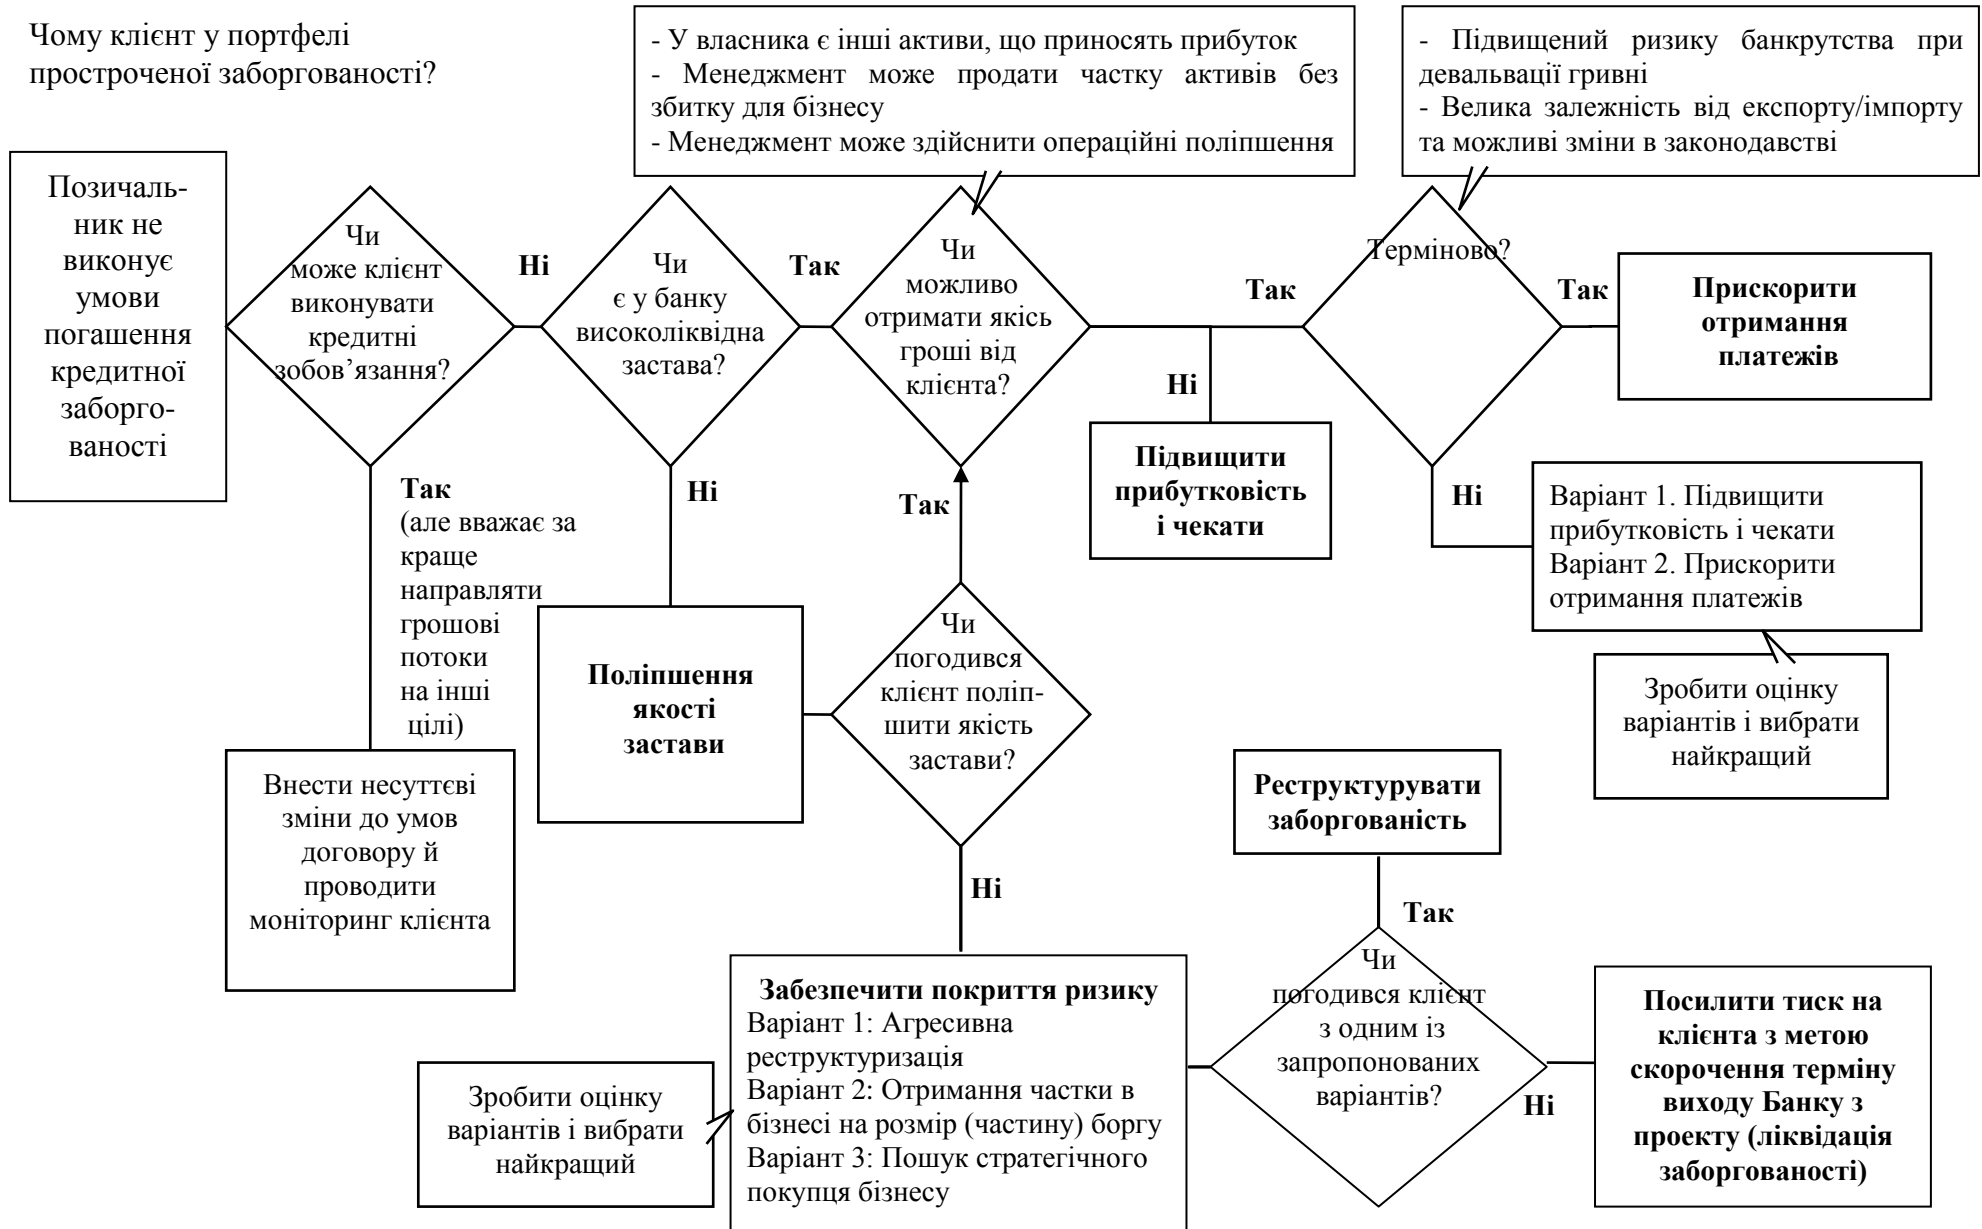 Чому клієнт у портфелі
простроченої заборгованості?
- У власника є інші активи, що приносять прибуток
- Менеджмент може продати частку активів без
збитку для бізнесу
- Менеджмент може здійснити операційні поліпшення
- Підвищений ризику банкрутства при
девальвації гривні
- Велика залежність від експорту/імпорту
та можливі зміни в законодавстві
Позичаль-
ник не
виконує
умови
погашення
кредитної
заборго-
ваності
Чи
може клієнт
виконувати
кредитні
зобов’язання?
Ні
Чи
є у банку
високоліквідна
застава?
Так
Чи
можливо
отримати якісь
гроші від
клієнта?
Так
Ні
Терміново?
Так
Прискорити
отримання
платежів
Підвищити
прибутковість
і чекати
Ні
Варіант 1. Підвищити
прибутковість і чекати
Варіант 2. Прискорити
отримання платежів
Зробити оцінку
варіантів і вибрати
найкращий
Так
(але вважає за
краще
направляти
грошові
потоки
на інші
цілі)
Ні
Так
Поліпшення
якості
застави
Чи
погодився
клієнт поліп-
шити якість
застави?
Внести несуттєві
зміни до умов
договору й
проводити
моніторинг клієнта
Ні
Реструктурувати
заборгованість
Так
Забезпечити покриття ризику
Варіант 1: Агресивна
реструктуризація
Варіант 2: Отримання частки в
бізнесі на розмір (частину) боргу
Варіант 3: Пошук стратегічного
покупця бізнесу
Зробити оцінку
варіантів і вибрати
найкращий
Чи
погодився клієнт
з одним із
запропонованих
варіантів?
Ні
Посилити тиск на
клієнта з метою
скорочення терміну
виходу Банку з
проекту (ліквідація
заборгованості)